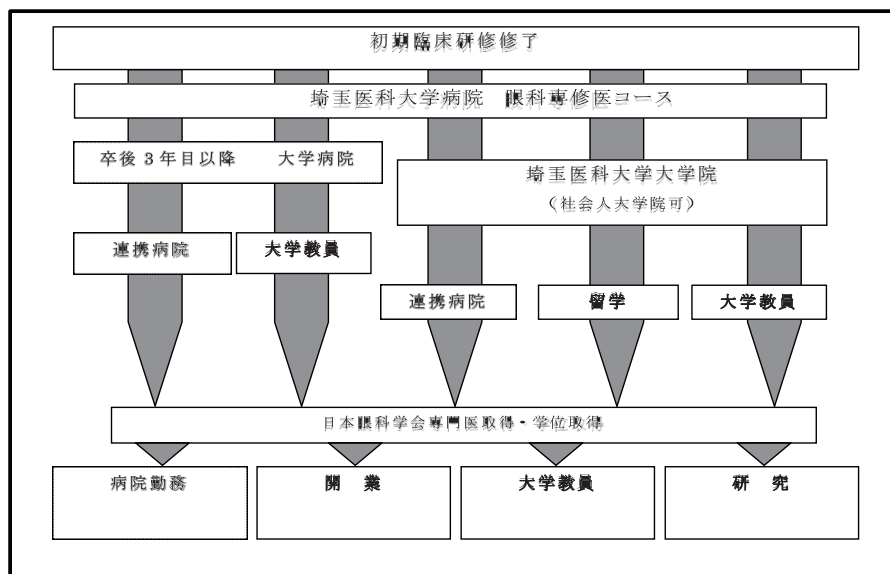 初期臨床研修修了
埼玉医科大学病院　眼科専修医コース
卒後３年目以降　大学病院
埼玉医科大学大学院
（社会人大学院可）
連携病院
大学教員
連携病院
留学
大学教員
日本眼科学会専門医取得・学位取得
病院勤務
開　業
大学教員
研　究